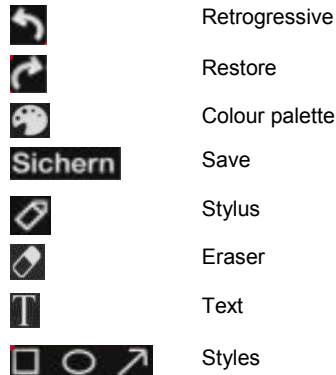 Retrogressive
Restore
Colour palette
Sichern Save
Stylus
Eraser
T Text
Styles